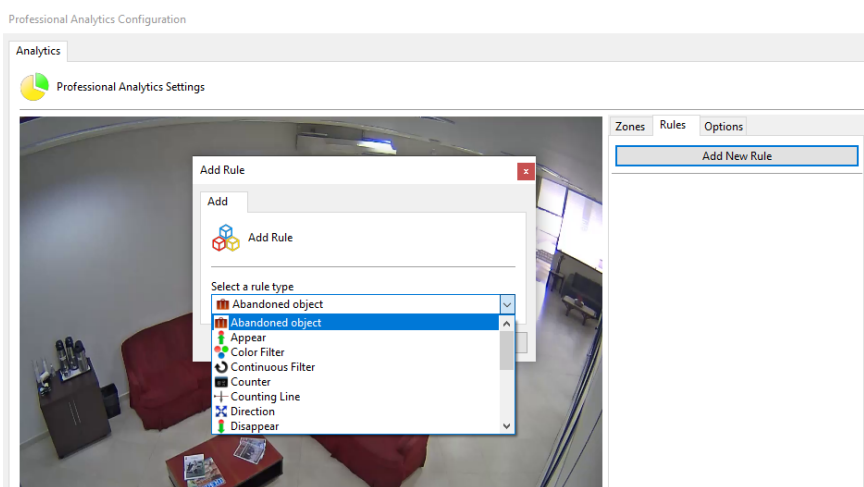 Professional Analytics Configuration
Analytics
Professional Analytics Settings
Zones Rules Options
Add New Rule
Add Rule
x
Add
Add Rule
Select a rule type
Abandoned object
Abandoned object
Appear
Color Filter
Continuous Filter
Counter
Counting Line
Direction
Disappear